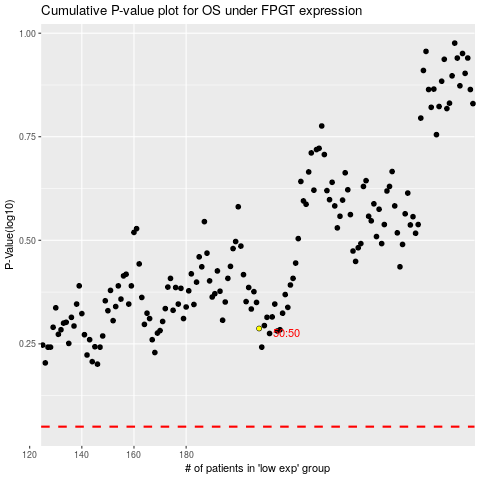 Cumulative P-value plot for OS under FPGT expression
1.00
0.75
0.50
0.25
P-Value(log10)
50:50
120 140 160 180
# of patients in 'low exp' group